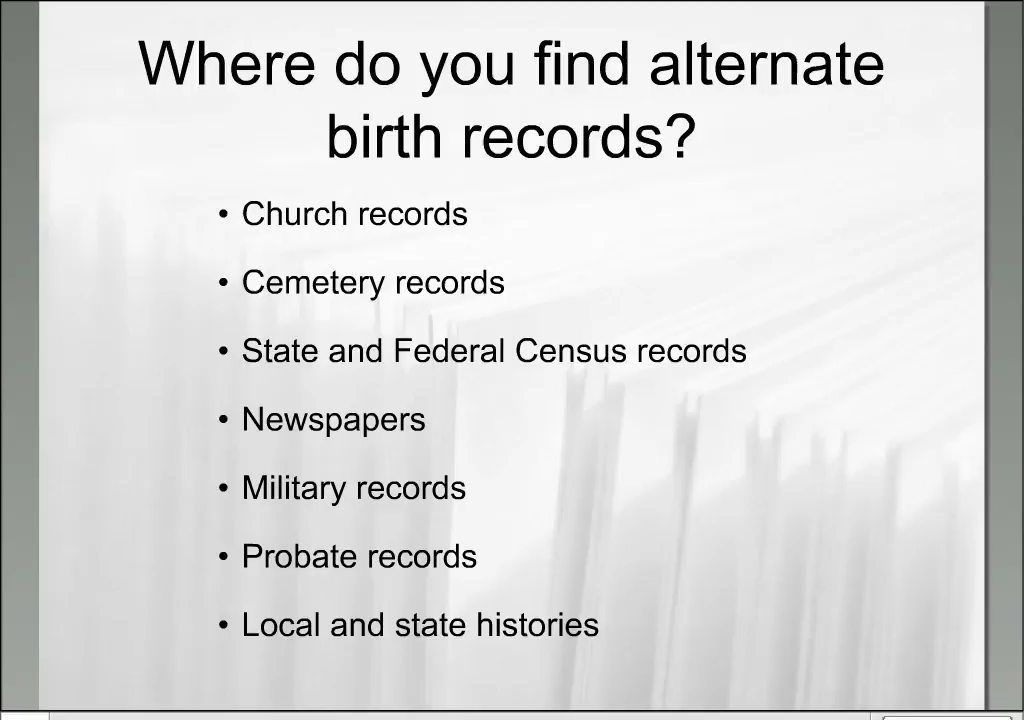 Where do you find alternate
birth records?
• Church records
• Cemetery records
• State and Federal Census records
• Newspapers
• Military records
• Probate records
• Local and state histories